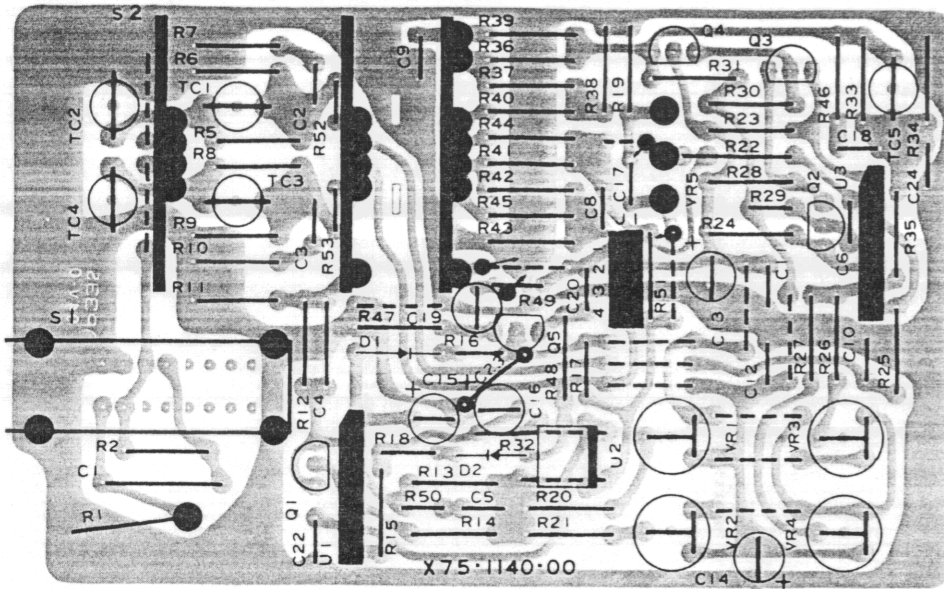 S2
R7
R6
TC1
TC2
R5
R8
TC3
TC4
R9
R10
R11
C2
R52
C3
R53
C9
R39
R36
R37
R40
R44
R41
R42
R45
R43
R38
R19
C17
C8
Q4
Q3
R31
R30
R23
R22
R28
R29
R24
VR5
Q2
U3
R46
R33
C18
TC5
R34
C24
R35
C6
+
R49
C20
2
3
4
R51
C13
C12
R27
R26
C10
R25
S1
R47
C19
D1
R16
Q5
C15
+
C23
C16
R48
R17
R12
C4
R2
C1
R1
Q1
C22
U1
R18
R15
D2
R32
R13
R50
C5
R14
R20
R21
U2
VR1
VR3
VR2
VR4
C14
+
X75-1140-00